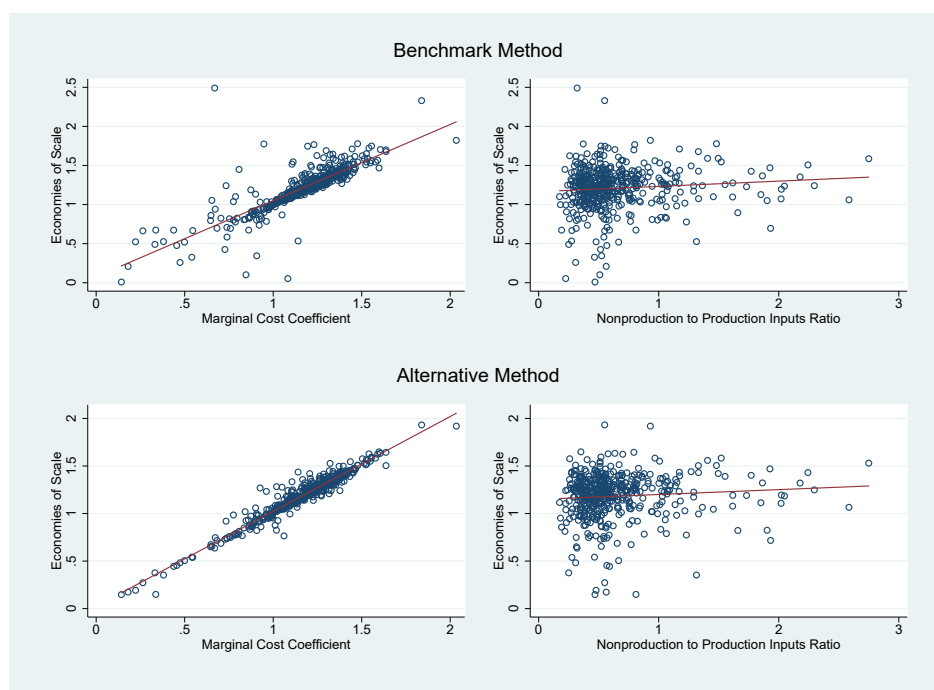 Benchmark Method
Economies of Scale
0 .5 1 1.5 2 2.5
0 .5 1 1.5 2
Marginal Cost Coefficient
Economies of Scale
0 .5 1 1.5 2 2.5
0 1 2 3
Nonproduction to Production Inputs Ratio
Alternative Method
Economies of Scale
0 .5 1 1.5 2
0 .5 1 1.5 2
Marginal Cost Coefficient
Economies of Scale
0 .5 1 1.5 2
0 1 2 3
Nonproduction to Production Inputs Ratio